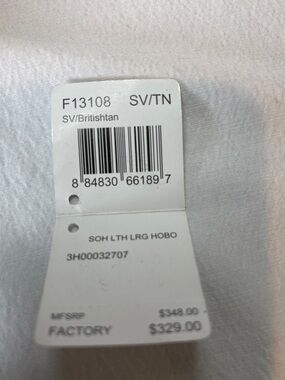 F13108 SV/TN
SV/Britishtan
8 84830 66189 7
SOH LTH LRG HOBO
3H00032707
MFSRP $348.00
FACTORY $329.00